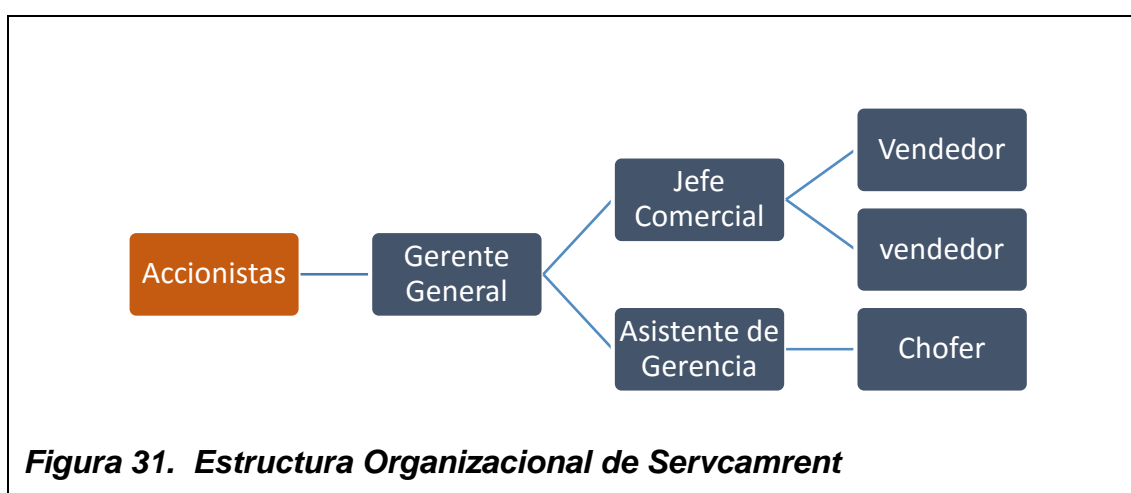 Accionistas
Gerente
General
Jefe
Comercial
Vendedor
vendedor
Asistente de
Gerencia
Chofer
Figura 31.  Estructura Organizacional de Servcamrent